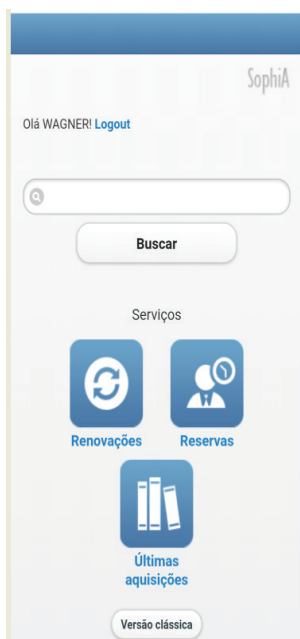 SophiA
Olá WAGNER! Logout
Buscar
Serviços
Renovações
Reservas
Últimas
aquisições
Versão clássica